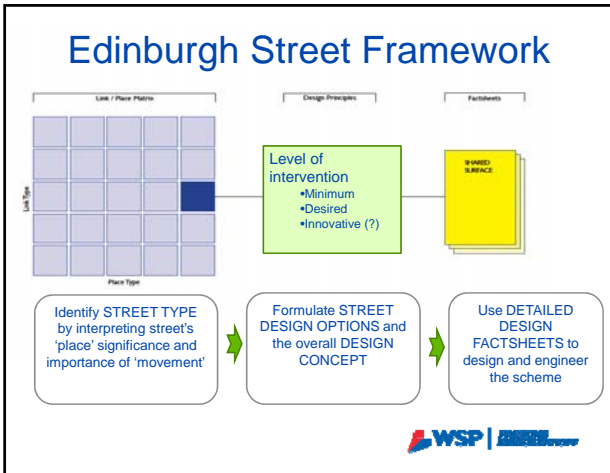 Edinburgh Street Framework
Link / Place Matrix
Design Principles
Factsheets
Link Type
Place Type
Level of
intervention
•Minimum
•Desired
•Innovative (?)
SHARED
SURFACE
Identify STREET TYPE
by interpreting street's
'place' significance and
importance of 'movement'
Formulate STREET
DESIGN OPTIONS and
the overall DESIGN
CONCEPT
Use DETAILED
DESIGN
FACTSHEETS to
design and engineer
the scheme
WSP |